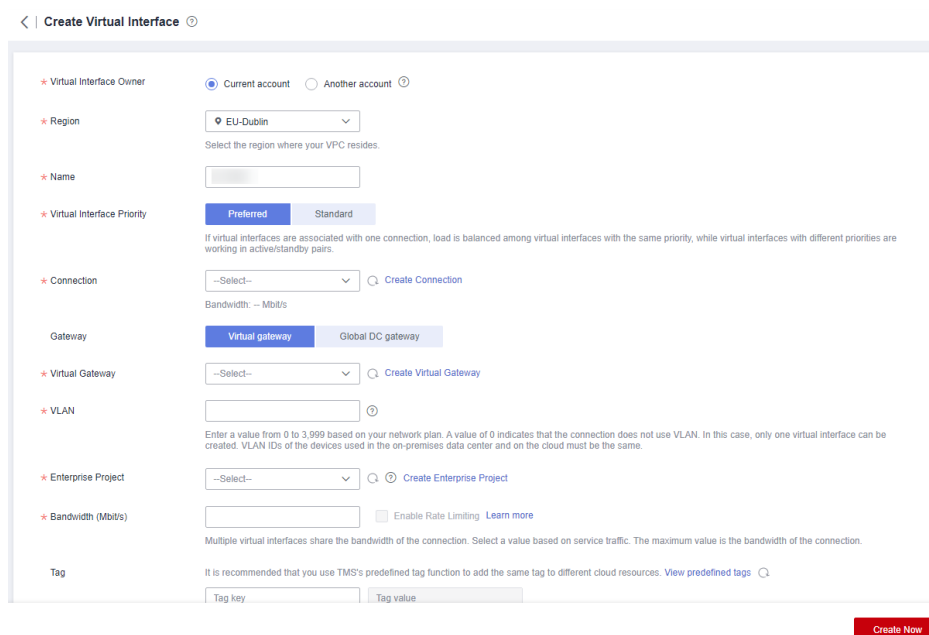 Create Virtual Interface ?
* Virtual Interface Owner
Current account Another account ?
* Region
EU-Dublin
Select the region where your VPC resides.
* Name
* Virtual Interface Priority
Preferred Standard
If virtual interfaces are associated with one connection, load is balanced among virtual interfaces with the same priority, while virtual interfaces with different priorities are
working in active/standby pairs.
* Connection
--Select-- Create Connection
Bandwidth: -- Mbit/s
Gateway
Virtual gateway Global DC gateway
* Virtual Gateway
--Select-- Create Virtual Gateway
* VLAN
?
Enter a value from 0 to 3,999 based on your network plan. A value of 0 indicates that the connection does not use VLAN. In this case, only one virtual interface can be
created. VLAN IDs of the devices used in the on-premises data center and on the cloud must be the same.
* Enterprise Project
--Select-- ? Create Enterprise Project
* Bandwidth (Mbit/s)
Enable Rate Limiting Learn more
Multiple virtual interfaces share the bandwidth of the connection. Select a value based on service traffic. The maximum value is the bandwidth of the connection.
Tag
It is recommended that you use TMS's predefined tag function to add the same tag to different cloud resources. View predefined tags
Tag key Tag value
Create Now